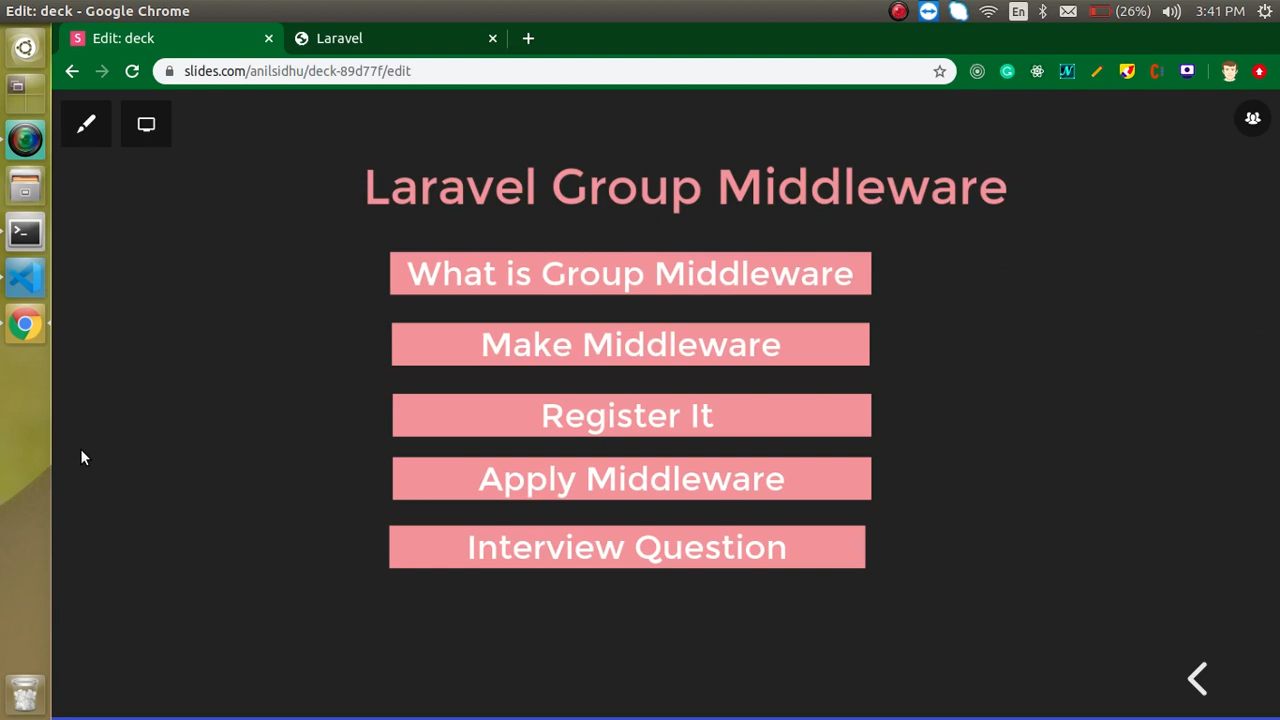 Edit: deck - Google Chrome
En
(26%)
3:41 PM
S
Edit: deck
Laravel
slides.com/anilsidhu/deck-89d77f/edit
Laravel Group Middleware
What is Group Middleware
Make Middleware
Register It
Apply Middleware
Interview Question